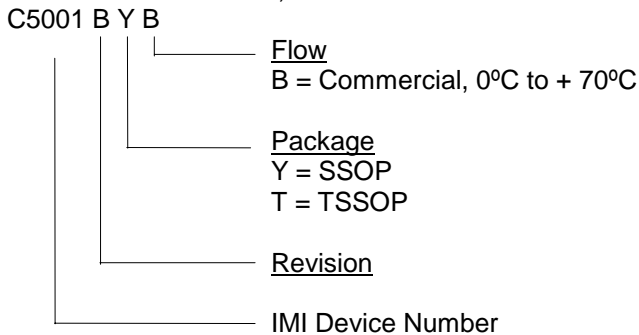 C5001 B Y B
Flow
B = Commercial, 0ºC to + 70ºC
Package
Y = SSOP
T = TSSOP
Revision
IMI Device Number